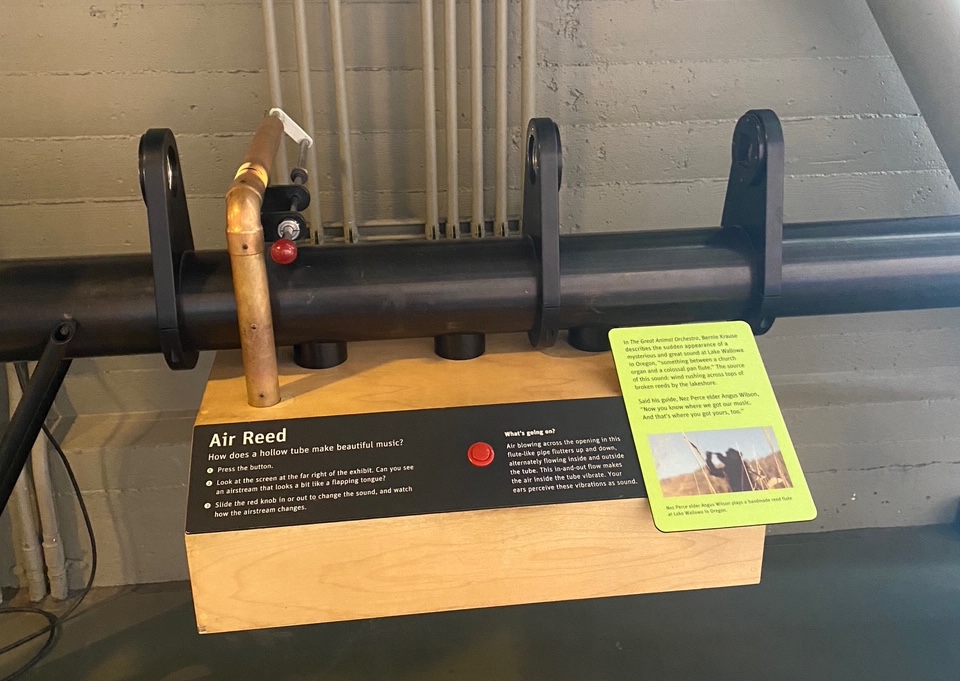 Air Reed
How does a hollow tube make beautiful music?
1 Press the button.
2 Look at the screen at the far right of the exhibit. Can you see
an airstream that looks a bit like a flapping tongue?
3 Slide the red knob in or out to change the sound, and watch
how the airstream changes.
What's going on?
Air blowing across the opening in this
flute-like pipe flutters up and down,
alternately flowing inside and outside
the tube. This in-and-out flow makes
the air inside the tube vibrate. Your
ears perceive these vibrations as sound.
In The Great Animal Orchestra, Bernie Krause
describes the sudden appearance of a
mysterious and great sound at Lake Wallowa
in Oregon, "something between a church
organ and a colossal pan flute." The source
of this sound: wind rushing across tops of
broken reeds by the lakeshore.
Said his guide, Nez Perce elder Angus Wilson,
"Now you know where we got our music.
And that's where you got yours, too."
Nez Perce elder Angus Wilson plays a handmade reed flute
at Lake Wallowa in Oregon.